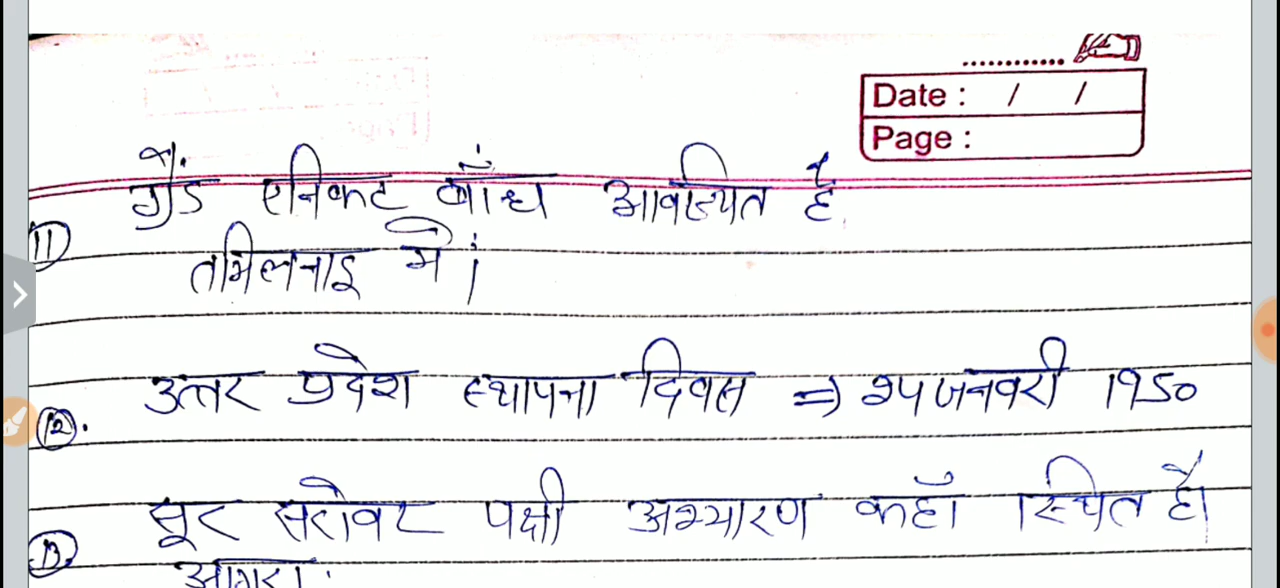 Date : / /
Page :
ग्रैंड एनिकट बाँध आवस्थित है
11 तमिलनाडु में।
उत्तर प्रदेश स्थापना दिवस ⇒ 24 जनवरी 1950
12.
सूर सरोवर पक्षी अभ्यारण कहाँ स्थित है।
13. आगरा।